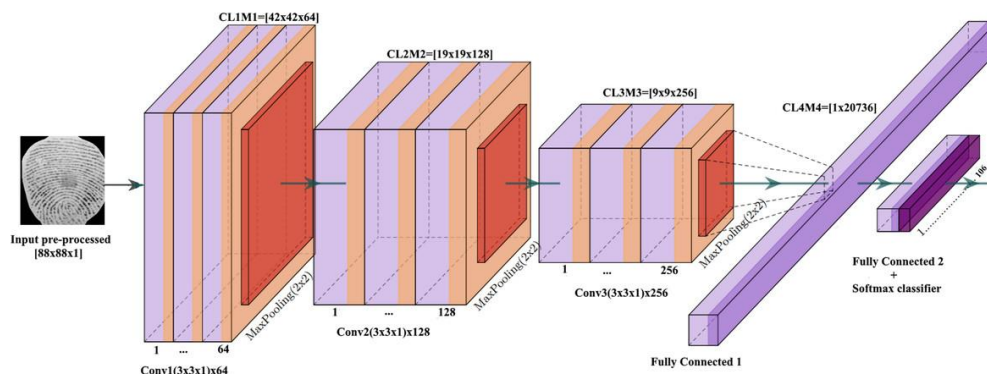 CL1M1=[42x42x64]
CL2M2=[19x19x128]
CL3M3=[9x9x256]
CL4M4=[1x20736]
Input pre-processed
[88x88x1]
MaxPooling(2x2)
1 ... 64
Conv1(3x3x1)x64
MaxPooling(2x2)
1 ... 128
Conv2(3x3x1)x128
MaxPooling(2x2)
1 ... 256
Conv3(3x3x1)x256
Fully Connected 1
1............106
Fully Connected 2
+
Softmax classifier